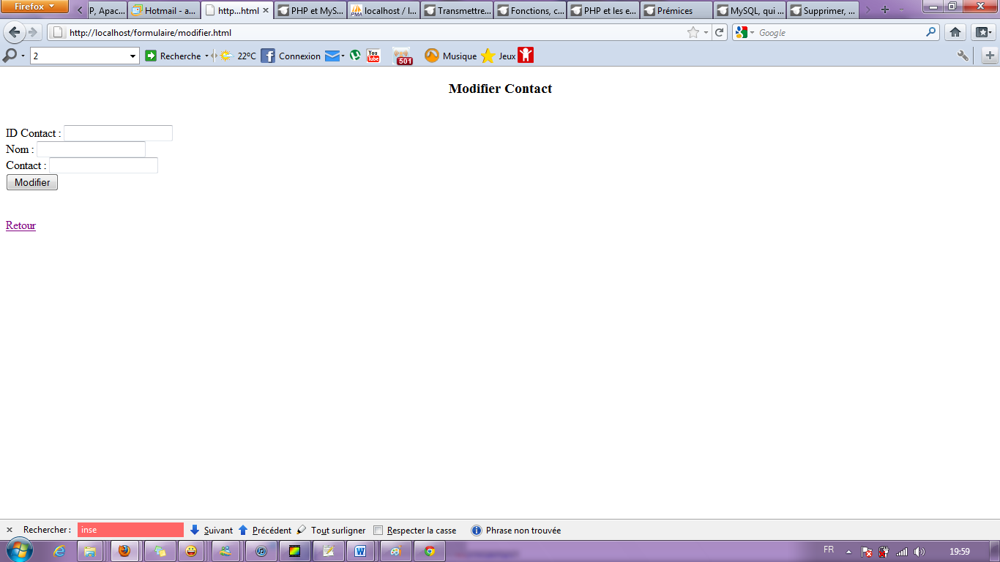 Firefox
P, Apac... Hotmail - a... http...html PHP et MyS... localhost / l... Transmettre... Fonctions, c... PHP et les e... Prémices MySQL, qui ... Supprimer, ...
http://localhost/formulaire/modifier.html Google
2 Recherche 22°C Connexion You Tube 501 Musique Jeux
Modifier Contact
ID Contact :
Nom :
Contact :
Modifier
Retour
Rechercher : inse Suivant Précédent Tout surligner Respecter la casse Phrase non trouvée
FR 19:59